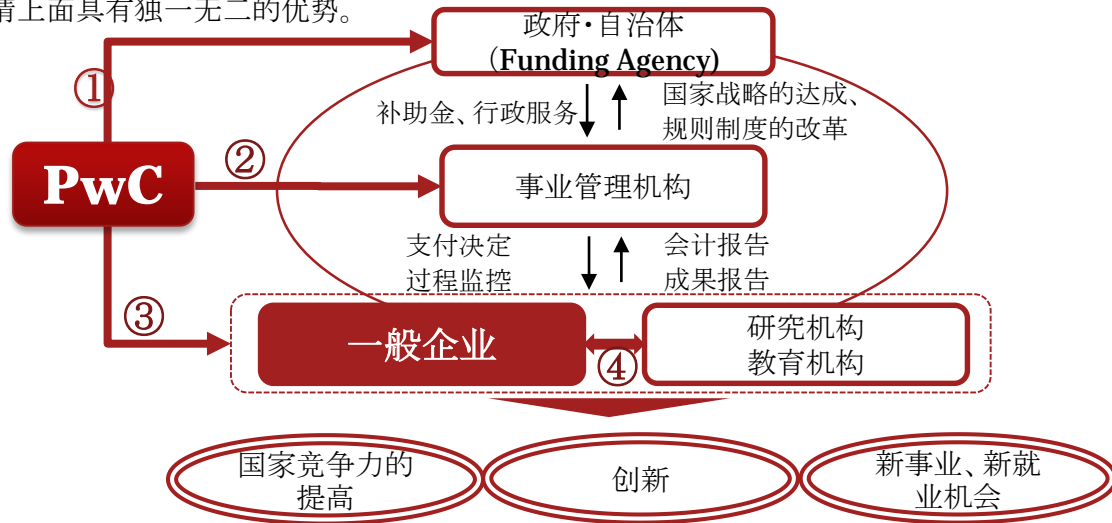 情上面具有独一无二的优势。
政府·自治体
(Funding Agency)
①
补助金、行政服务
国家战略的达成、
规则制度的改革
PwC
②
事业管理机构
支付决定
过程监控
会计报告
成果报告
③
一般企业
④
研究机构
教育机构
国家竞争力的
提高
创新
新事业、新就
业机会